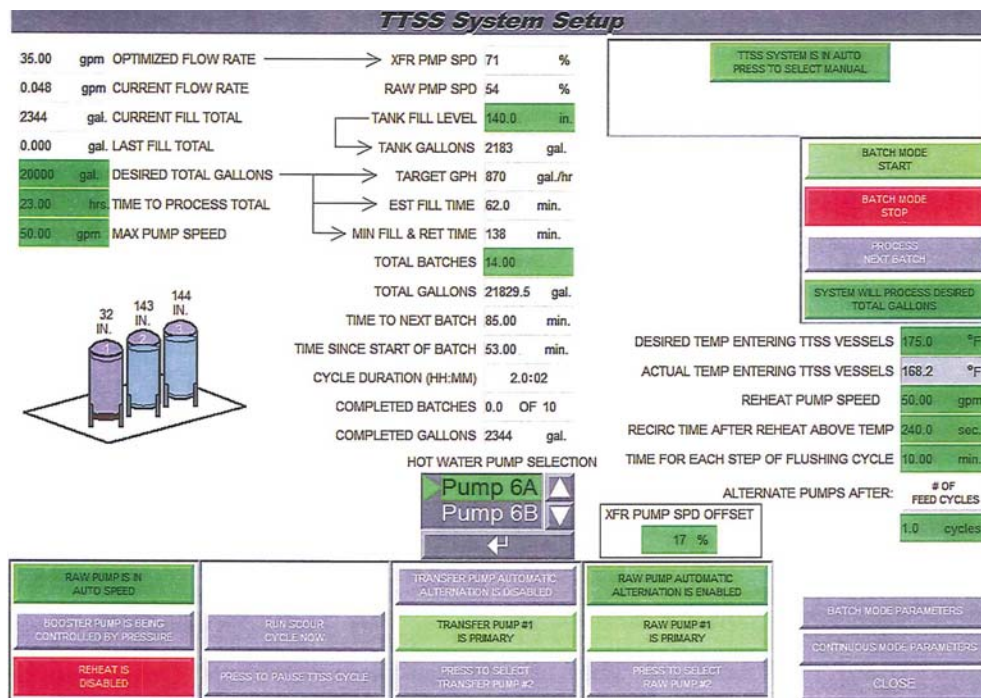 TTSS System Setup
35.00 gpm OPTIMIZED FLOW RATE
0.048 gpm CURRENT FLOW RATE
2344 gal. CURRENT FILL TOTAL
0.000 gal. LAST FILL TOTAL
20000 gal. DESIRED TOTAL GALLONS
23.00 hrs. TIME TO PROCESS TOTAL
50.00 gpm MAX PUMP SPEED
XFR PMP SPD 71 %
RAW PMP SPD 54 %
TANK FILL LEVEL 140.0 in.
TANK GALLONS 2183 gal.
TARGET GPH 870 gal./hr
EST FILL TIME 62.0 min.
MIN FILL & RET TIME 138 min.
TOTAL BATCHES 14.00
TOTAL GALLONS 21829.5 gal.
TIME TO NEXT BATCH 85.00 min.
TIME SINCE START OF BATCH 53.00 min.
CYCLE DURATION (HH:MM) 2.0:02
COMPLETED BATCHES 0.0 OF 10
COMPLETED GALLONS 2344 gal.
32 IN.
143 IN.
144 IN.
1
2
3
TTSS SYSTEM IS IN AUTO
PRESS TO SELECT MANUAL
BATCH MODE
START
BATCH MODE
STOP
PROCESS
NEXT BATCH
SYSTEM WILL PROCESS DESIRED
TOTAL GALLONS
DESIRED TEMP ENTERING TTSS VESSELS 175.0 °F
ACTUAL TEMP ENTERING TTSS VESSELS 168.2 °F
REHEAT PUMP SPEED 50.00 gpm
RECIRC TIME AFTER REHEAT ABOVE TEMP 240.0 sec.
TIME FOR EACH STEP OF FLUSHING CYCLE 10.00 min.
ALTERNATE PUMPS AFTER:
# OF
FEED CYCLES
1.0 cycles
HOT WATER PUMP SELECTION
Pump 6A
Pump 6B
XFR PUMP SPD OFFSET
17 %
RAW PUMP IS IN
AUTO SPEED
BOOSTER PUMP IS BEING
CONTROLLED BY PRESSURE
REHEAT IS
DISABLED
RUN SCOUR
CYCLE NOW
PRESS TO PAUSE TTSS CYCLE
TRANSFER PUMP AUTOMATIC
ALTERNATION IS DISABLED
TRANSFER PUMP #1
IS PRIMARY
PRESS TO SELECT
TRANSFER PUMP #2
RAW PUMP AUTOMATIC
ALTERNATION IS ENABLED
RAW PUMP #1
IS PRIMARY
PRESS TO SELECT
RAW PUMP #2
BATCH MODE PARAMETERS
CONTINUOUS MODE PARAMETERS
CLOSE